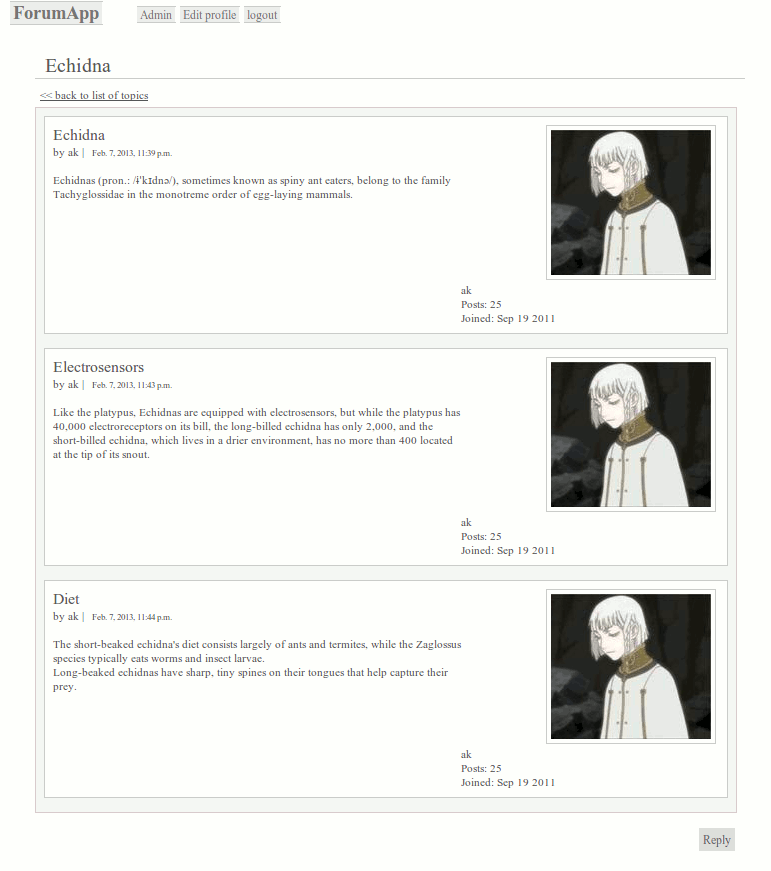 ForumApp Admin Edit profile logout
Echidna
<< back to list of topics
Echidna
by ak | Feb. 7, 2013, 11:39 p.m.
Echidnas (pron.: /ɨˈkɪdnə/), sometimes known as spiny ant eaters, belong to the family
Tachyglossidae in the monotreme order of egg-laying mammals.
ak
Posts: 25
Joined: Sep 19 2011
Electrosensors
by ak | Feb. 7, 2013, 11:43 p.m.
Like the platypus, Echidnas are equipped with electrosensors, but while the platypus has
40,000 electroreceptors on its bill, the long-billed echidna has only 2,000, and the
short-billed echidna, which lives in a drier environment, has no more than 400 located
at the tip of its snout.
ak
Posts: 25
Joined: Sep 19 2011
Diet
by ak | Feb. 7, 2013, 11:44 p.m.
The short-beaked echidna's diet consists largely of ants and termites, while the Zaglossus
species typically eats worms and insect larvae.
Long-beaked echidnas have sharp, tiny spines on their tongues that help capture their
prey.
ak
Posts: 25
Joined: Sep 19 2011
Reply